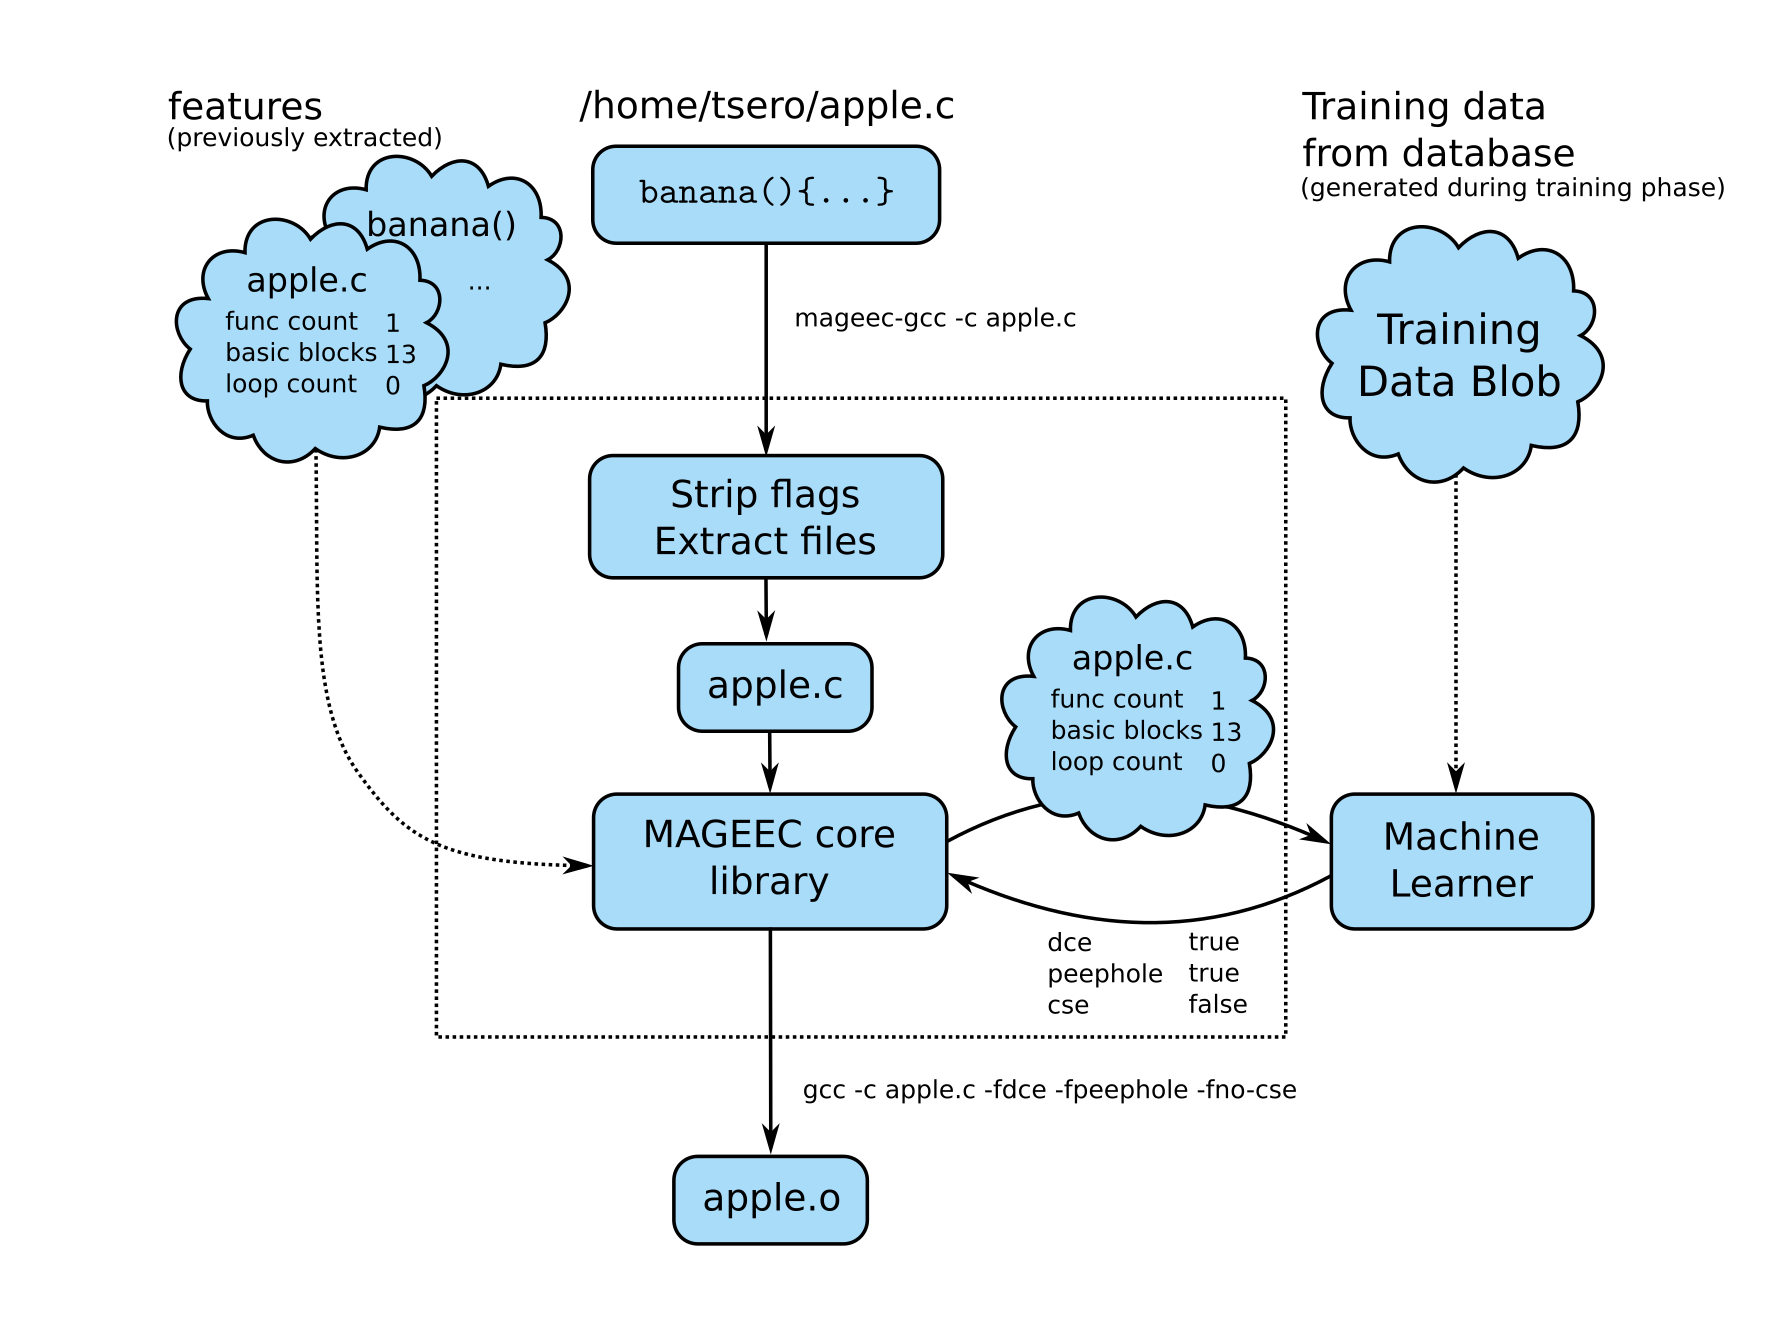 features
(previously extracted)
banana()
...
apple.c
func count 1
basic blocks 13
loop count 0
/home/tsero/apple.c
banana(){...}
mageec-gcc -c apple.c
Training data
from database
(generated during training phase)
Training
Data Blob
Strip flags
Extract files
apple.c
apple.c
func count 1
basic blocks 13
loop count 0
MAGEEC core
library
Machine
Learner
dce true
peephole true
cse false
gcc -c apple.c -fdce -fpeephole -fno-cse
apple.o